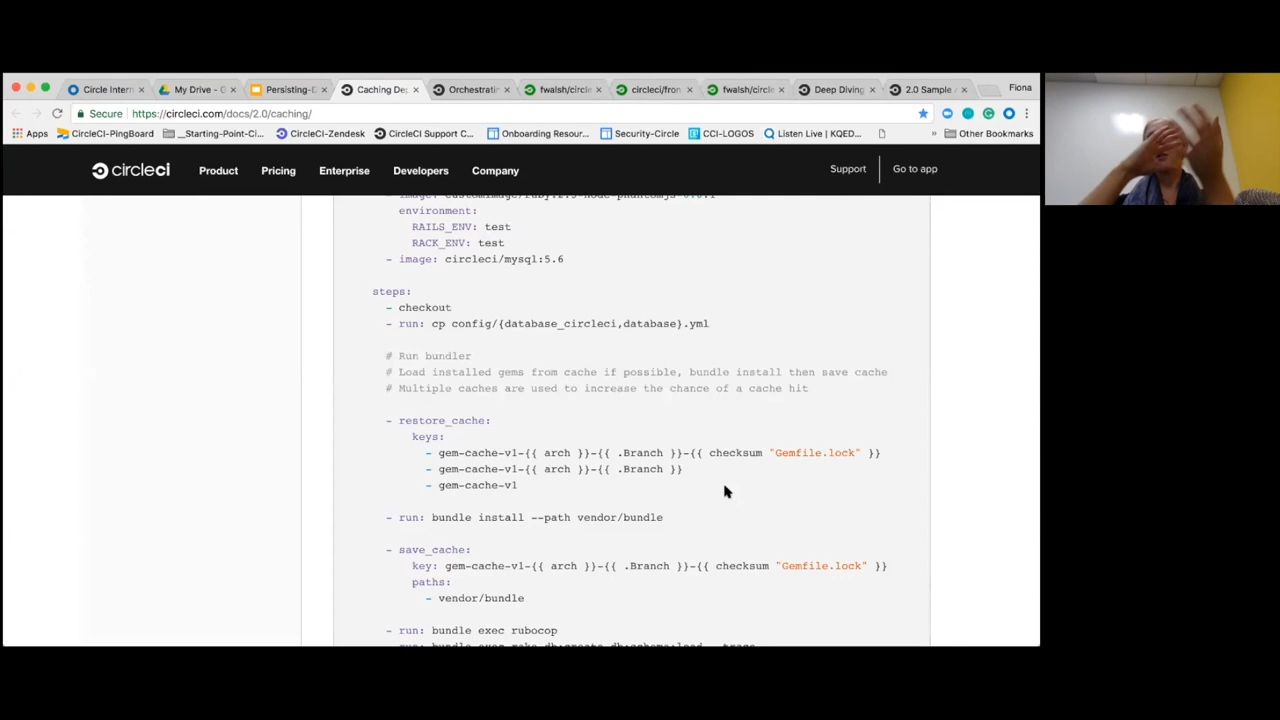 Circle Intern
My Drive - G
Persisting-D
Caching De
Orchestratin
fwalsh/circle
circleci/fron
fwalsh/circle
Deep Diving
2.0 Sample
Fiona
Secure
https://circleci.com/docs/2.0/caching/
Apps
CircleCI-PingBoard
__Starting-Point-Ci...
CircleCI-Zendesk
CircleCI Support C...
Onboarding Resour...
Security-Circle
CCI-LOGOS
Listen Live | KQED...
»
Other Bookmarks
circleci
Product
Pricing
Enterprise
Developers
Company
Support
Go to app
environment:
RAILS_ENV: test
RACK_ENV: test
- image: circleci/mysql:5.6
steps:
- checkout
- run: cp config/{database_circleci,database}.yml
# Run bundler
# Load installed gems from cache if possible, bundle install then save cache
# Multiple caches are used to increase the chance of a cache hit
- restore_cache:
keys:
- gem-cache-v1-{{ arch }}-{{ .Branch }}-{{ checksum "Gemfile.lock" }}
- gem-cache-v1-{{ arch }}-{{ .Branch }}
- gem-cache-v1
- run: bundle install --path vendor/bundle
- save_cache:
key: gem-cache-v1-{{ arch }}-{{ .Branch }}-{{ checksum "Gemfile.lock" }}
paths:
- vendor/bundle
- run: bundle exec rubocop